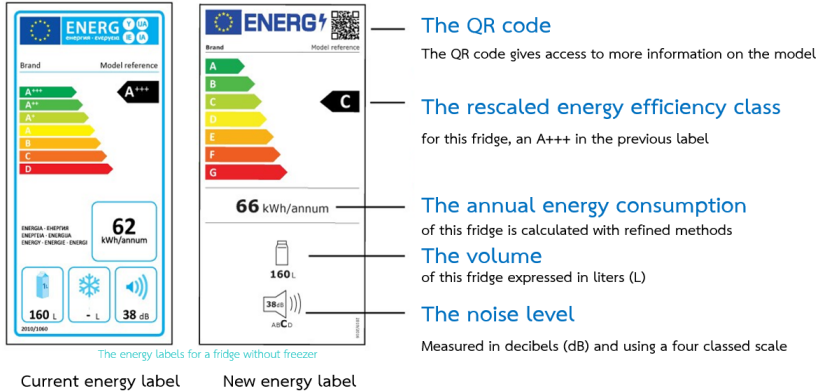 ENERG Y UA
енергия · ενεργεια IE IA
Brand Model reference
A+++
A++
A+
A
B
C
D
A+++
ENERGIA · ЕНЕРГИЯ
ΕΝΕΡΓΕΙΑ · ENERGIJA
ENERGY · ENERGIE · ENERGI
62
kWh/annum
160 L
- L
38 dB
2010/1060
ENERG
Brand
Model reference
A
B
C
D
E
F
G
C
66 kWh/annum
160 L
38dB
ABCD
The QR code
The QR code gives access to more information on the model
The rescaled energy efficiency class
for this fridge, an A+++ in the previous label
The annual energy consumption
of this fridge is calculated with refined methods
The volume
of this fridge expressed in liters (L)
The noise level
Measured in decibels (dB) and using a four classed scale
The energy labels for a fridge without freezer
Current energy label New energy label